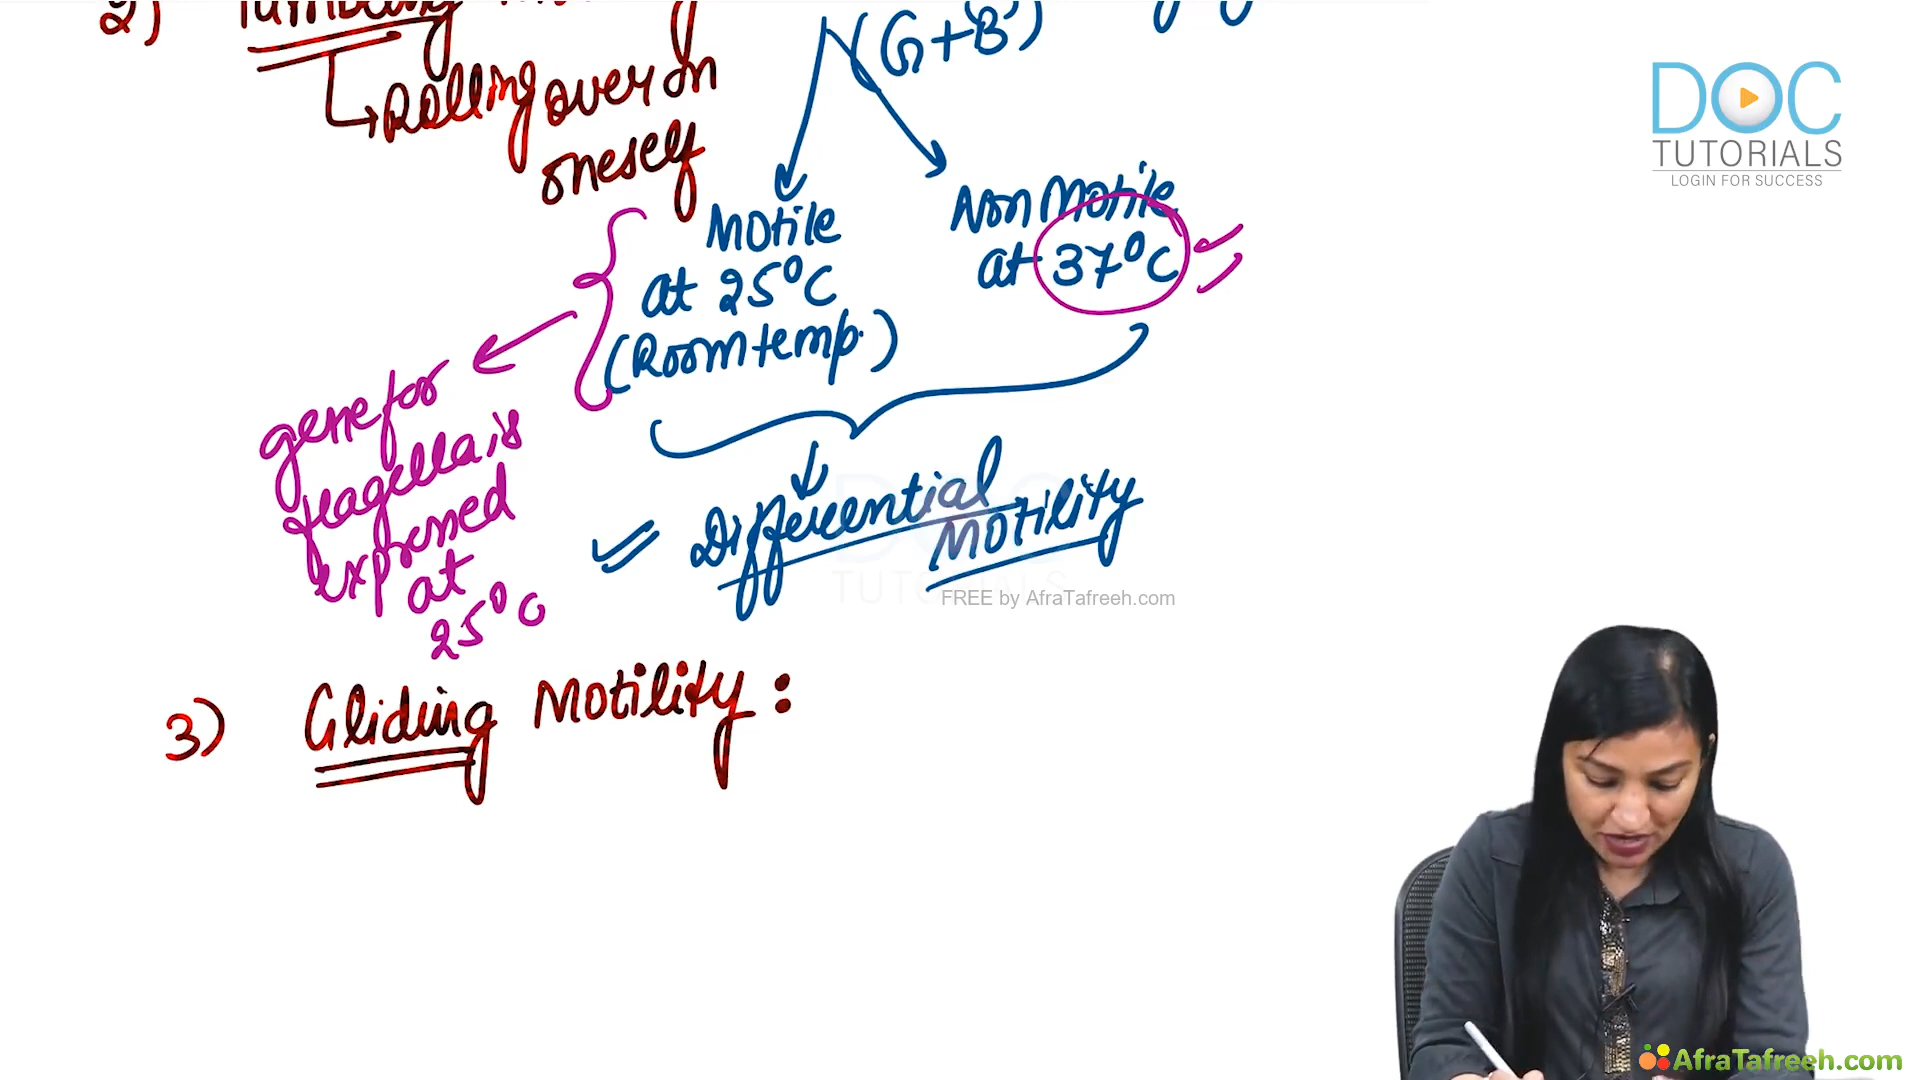 2)
Rolling over on
oneself
(G+B)
DOC
TUTORIALS
LOGIN FOR SUCCESS
Motile
at 25°C
(Room temp.)
Non Motile
at 37°C
gene for
flagella is
expressed
at
25°C
Differential
Motility
FREE by AfraTafreeh.com
3) Gliding Motility :
AfraTafreeh.com